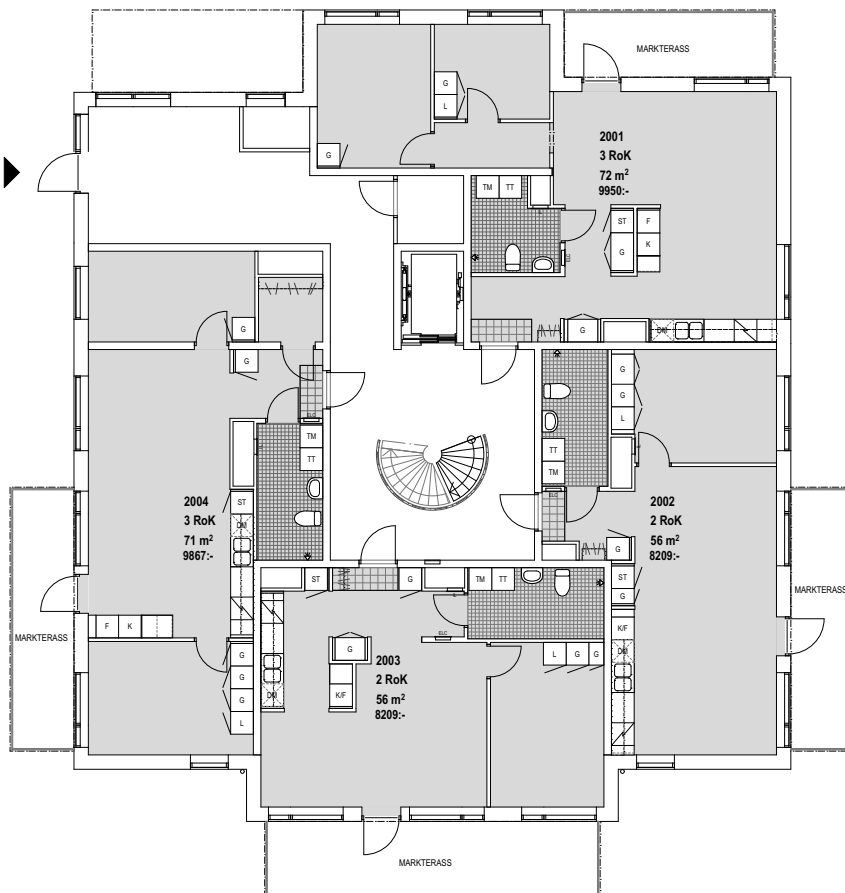 MARKTERASS
G
L
G
2001
3 RoK
72 m²
9950:-
TM TT
ST F
G K
ELC
G
DM
G
G
ELC
TM
TT
G
G
L
TT
TM
ELC
2004
3 RoK
71 m²
9867:-
ST
DM
2002
2 RoK
56 m²
8209:-
G
ST
G
MARKTERASS
F K
MARKTERASS
G
G
G
L
ST
G
TM TT
ELC
G
K/F
DM
2003
2 RoK
56 m²
8209:-
L G G
K/F
DM
MARKTERASS